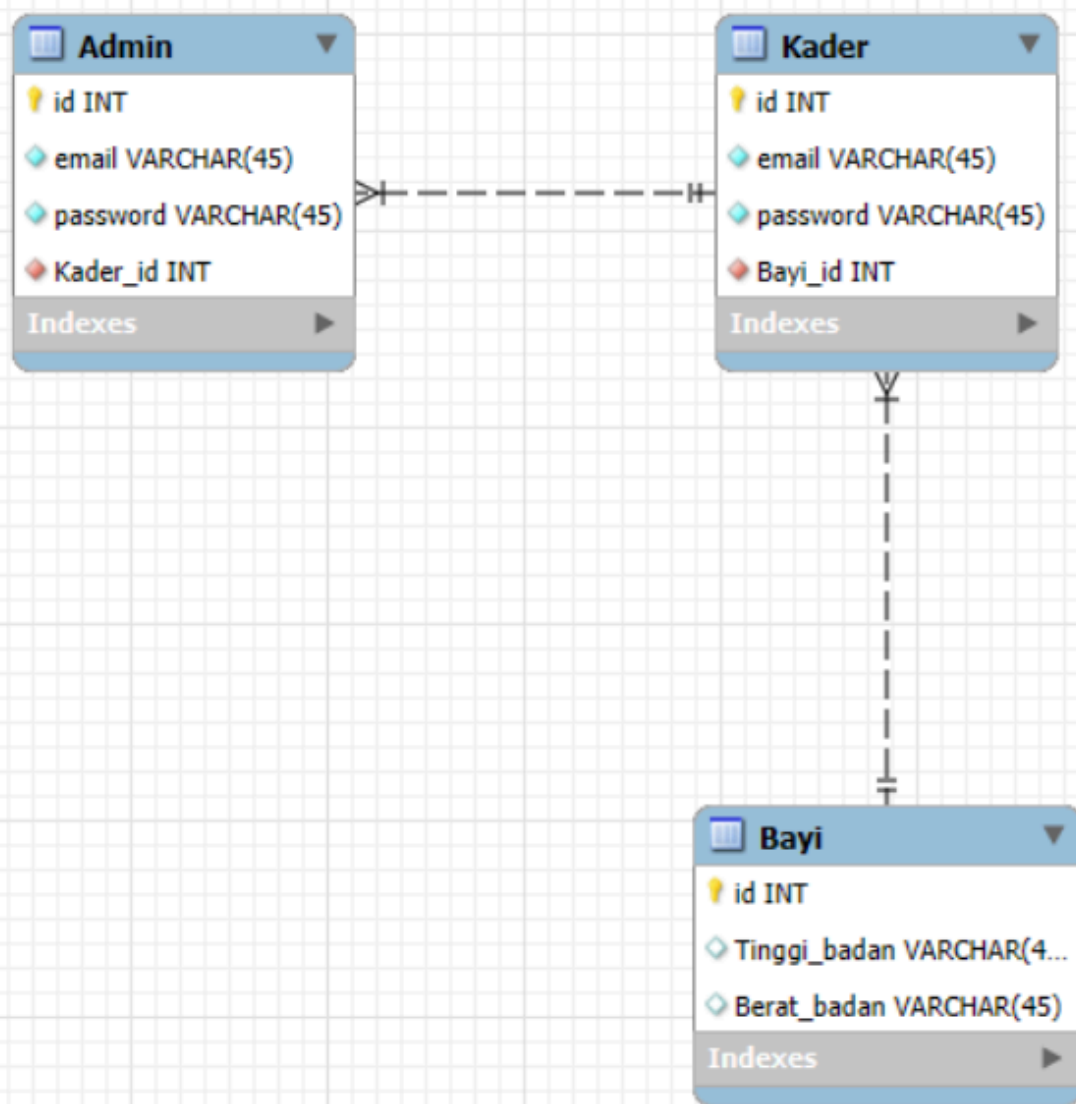 Admin
id INT
email VARCHAR(45)
password VARCHAR(45)
Kader_id INT
Indexes
Kader
id INT
email VARCHAR(45)
password VARCHAR(45)
Bayi_id INT
Indexes
Bayi
id INT
Tinggi_badan VARCHAR(4...
Berat_badan VARCHAR(45)
Indexes